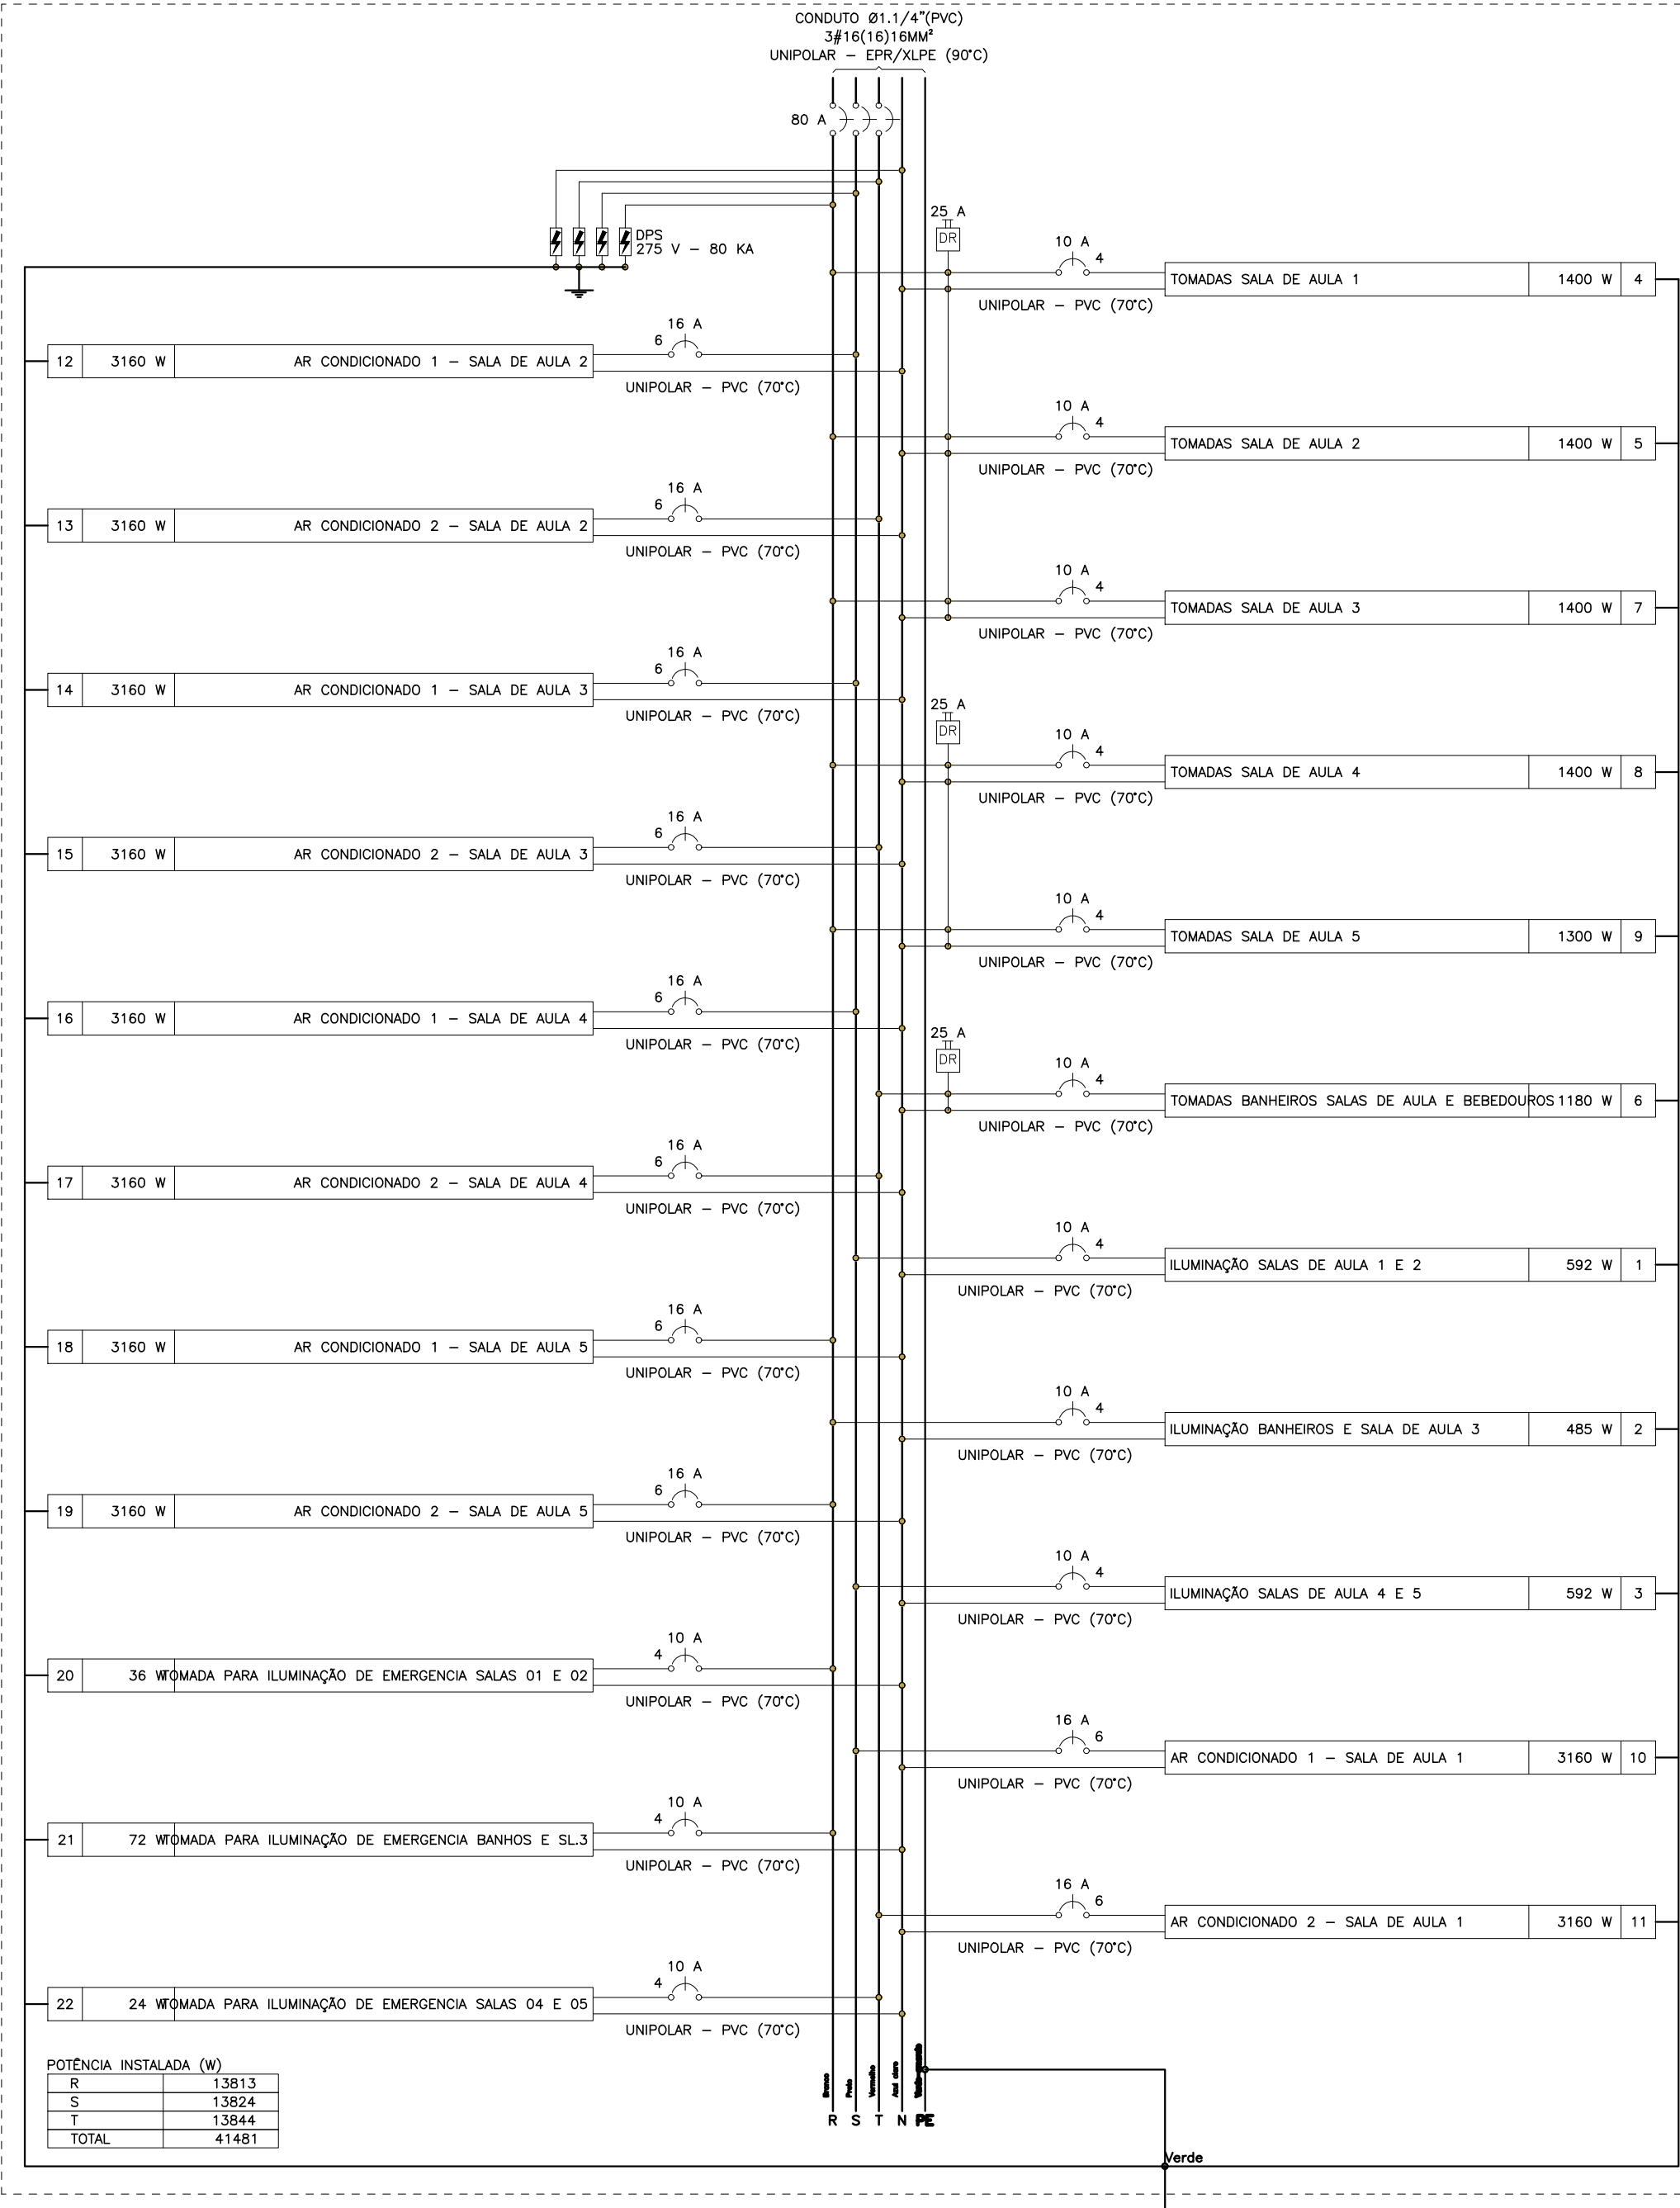 CONDUTO Ø1.1/4"(PVC)
3#16(16)16MM²
UNIPOLAR – EPR/XLPE (90°C)
80 A
DPS
275 V – 80 KA
25 A
DR
10 A
4
TOMADAS SALA DE AULA 1 1400 W 4
UNIPOLAR – PVC (70°C)
16 A
6
12 3160 W AR CONDICIONADO 1 – SALA DE AULA 2
UNIPOLAR – PVC (70°C)
10 A
4
TOMADAS SALA DE AULA 2 1400 W 5
UNIPOLAR – PVC (70°C)
16 A
6
13 3160 W AR CONDICIONADO 2 – SALA DE AULA 2
UNIPOLAR – PVC (70°C)
10 A
4
TOMADAS SALA DE AULA 3 1400 W 7
UNIPOLAR – PVC (70°C)
16 A
6
14 3160 W AR CONDICIONADO 1 – SALA DE AULA 3
UNIPOLAR – PVC (70°C)
25 A
DR
10 A
4
TOMADAS SALA DE AULA 4 1400 W 8
UNIPOLAR – PVC (70°C)
16 A
6
15 3160 W AR CONDICIONADO 2 – SALA DE AULA 3
UNIPOLAR – PVC (70°C)
10 A
4
TOMADAS SALA DE AULA 5 1300 W 9
UNIPOLAR – PVC (70°C)
16 A
6
16 3160 W AR CONDICIONADO 1 – SALA DE AULA 4
UNIPOLAR – PVC (70°C)
25 A
DR
10 A
4
TOMADAS BANHEIROS SALAS DE AULA E BEBEDOUROS 1180 W 6
UNIPOLAR – PVC (70°C)
16 A
6
17 3160 W AR CONDICIONADO 2 – SALA DE AULA 4
UNIPOLAR – PVC (70°C)
10 A
4
ILUMINAÇÃO SALAS DE AULA 1 E 2 592 W 1
UNIPOLAR – PVC (70°C)
16 A
6
18 3160 W AR CONDICIONADO 1 – SALA DE AULA 5
UNIPOLAR – PVC (70°C)
10 A
4
ILUMINAÇÃO BANHEIROS E SALA DE AULA 3 485 W 2
UNIPOLAR – PVC (70°C)
16 A
6
19 3160 W AR CONDICIONADO 2 – SALA DE AULA 5
UNIPOLAR – PVC (70°C)
10 A
4
ILUMINAÇÃO SALAS DE AULA 4 E 5 592 W 3
UNIPOLAR – PVC (70°C)
10 A
4
20 36 W TOMADA PARA ILUMINAÇÃO DE EMERGENCIA SALAS 01 E 02
UNIPOLAR – PVC (70°C)
16 A
6
AR CONDICIONADO 1 – SALA DE AULA 1 3160 W 10
UNIPOLAR – PVC (70°C)
10 A
4
21 72 W TOMADA PARA ILUMINAÇÃO DE EMERGENCIA BANHOS E SL.3
UNIPOLAR – PVC (70°C)
16 A
6
AR CONDICIONADO 2 – SALA DE AULA 1 3160 W 11
UNIPOLAR – PVC (70°C)
10 A
4
22 24 W TOMADA PARA ILUMINAÇÃO DE EMERGENCIA SALAS 04 E 05
UNIPOLAR – PVC (70°C)
POTÊNCIA INSTALADA (W)
R 13813
S 13824
T 13844
TOTAL 41481
Branco
Preto
Vermelho
Azul claro
Verde-amarelo
R S T N PE
Verde